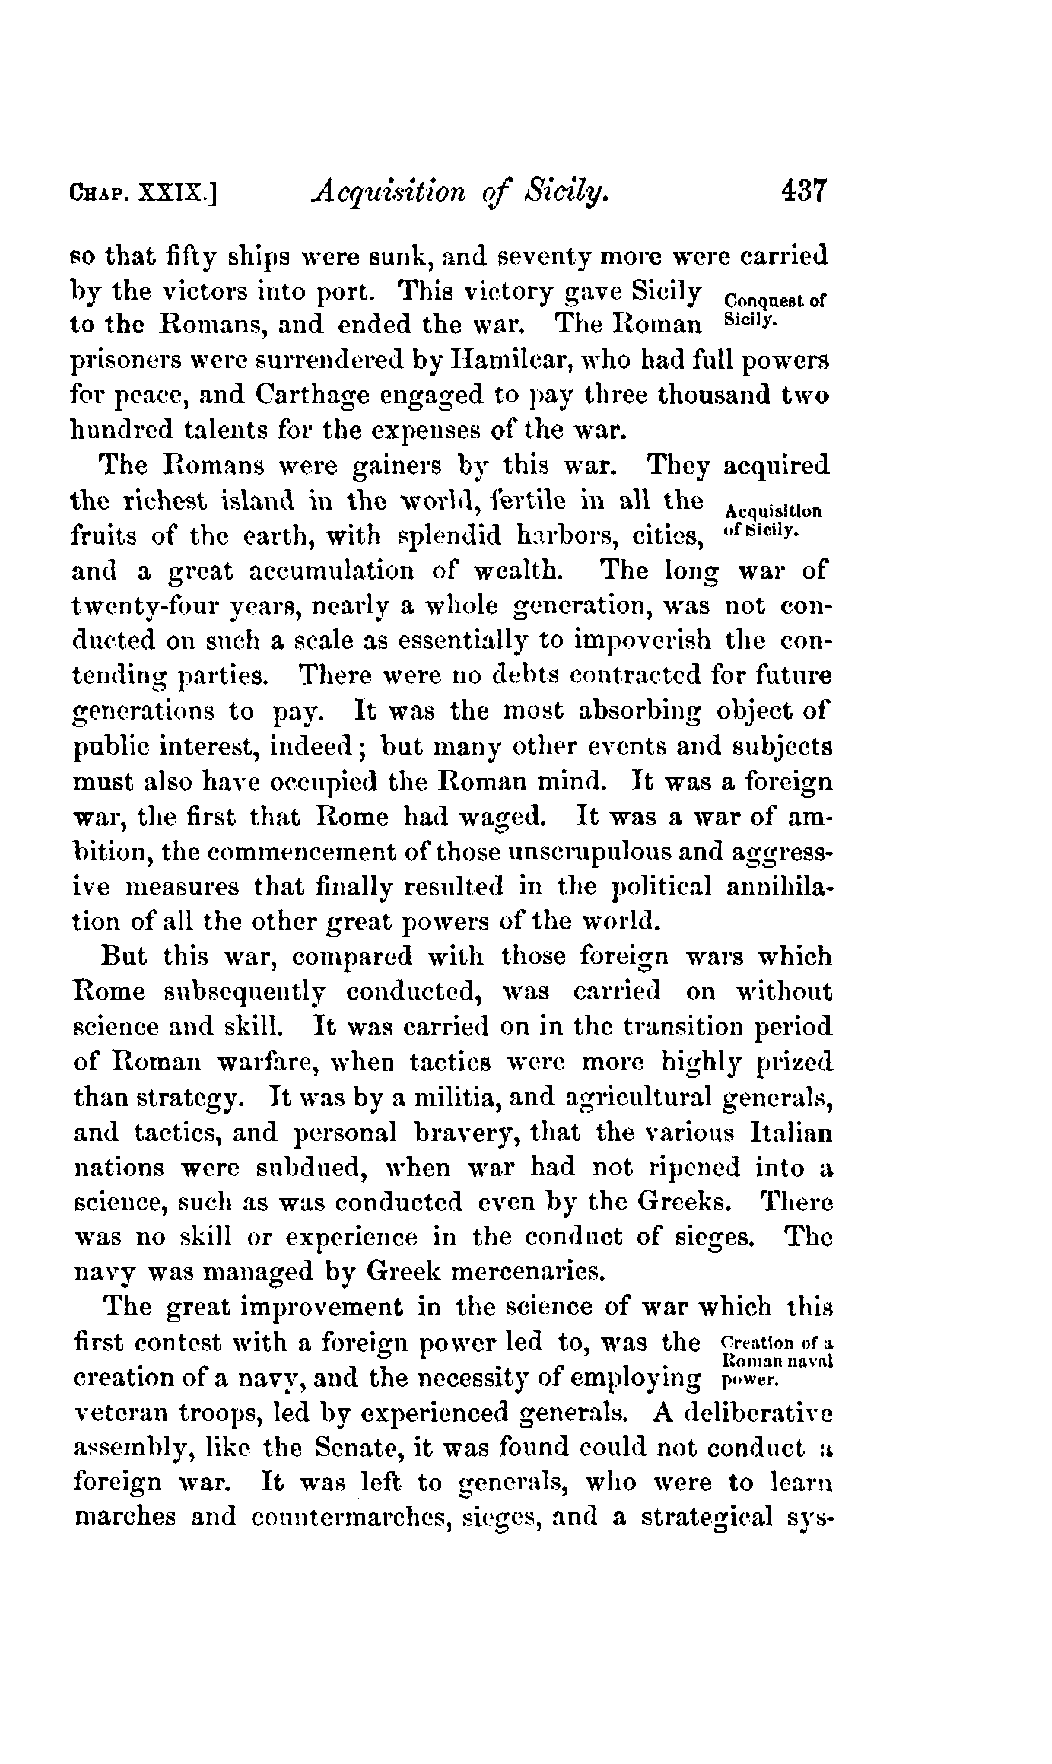 CHAP. XXIX.] Acquisition of Sicily. 437
so that fifty ships were sunk, and seventy more were carried
by the victors into port. This victory gave Sicily
Conquest of
Sicily.
to the Romans, and ended the war. The Roman
prisoners were surrendered by Hamilcar, who had full powers
for peace, and Carthage engaged to pay three thousand two
hundred talents for the expenses of the war.
The Romans were gainers by this war. They acquired
the richest island in the world, fertile in all the
Acquisition
of Sicily.
fruits of the earth, with splendid harbors, cities,
and a great accumulation of wealth. The long war of
twenty-four years, nearly a whole generation, was not con-
ducted on such a scale as essentially to impoverish the con-
tending parties. There were no debts contracted for future
generations to pay. It was the most absorbing object of
public interest, indeed; but many other events and subjects
must also have occupied the Roman mind. It was a foreign
war, the first that Rome had waged. It was a war of am-
bition, the commencement of those unscrupulous and aggress-
ive measures that finally resulted in the political annihila-
tion of all the other great powers of the world.
But this war, compared with those foreign wars which
Rome subsequently conducted, was carried on without
science and skill. It was carried on in the transition period
of Roman warfare, when tactics were more highly prized
than strategy. It was by a militia, and agricultural generals,
and tactics, and personal bravery, that the various Italian
nations were subdued, when war had not ripened into a
science, such as was conducted even by the Greeks. There
was no skill or experience in the conduct of sieges. The
navy was managed by Greek mercenaries.
The great improvement in the science of war which this
first contest with a foreign power led to, was the
Creation of a
Roman naval
power.
creation of a navy, and the necessity of employing
veteran troops, led by experienced generals. A deliberative
assembly, like the Senate, it was found could not conduct a
foreign war. It was left to generals, who were to learn
marches and countermarches, sieges, and a strategical sys-